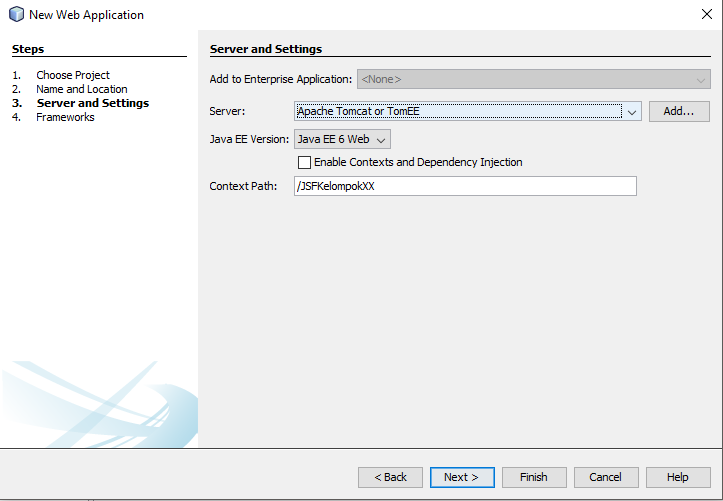 New Web Application
Steps
1. Choose Project
2. Name and Location
3. Server and Settings
4. Frameworks
Server and Settings
Add to Enterprise Application: <None>
Server: Apache Tomcat or TomEE Add...
Java EE Version: Java EE 6 Web
Enable Contexts and Dependency Injection
Context Path: /JSFKelompokXX
< Back Next > Finish Cancel Help